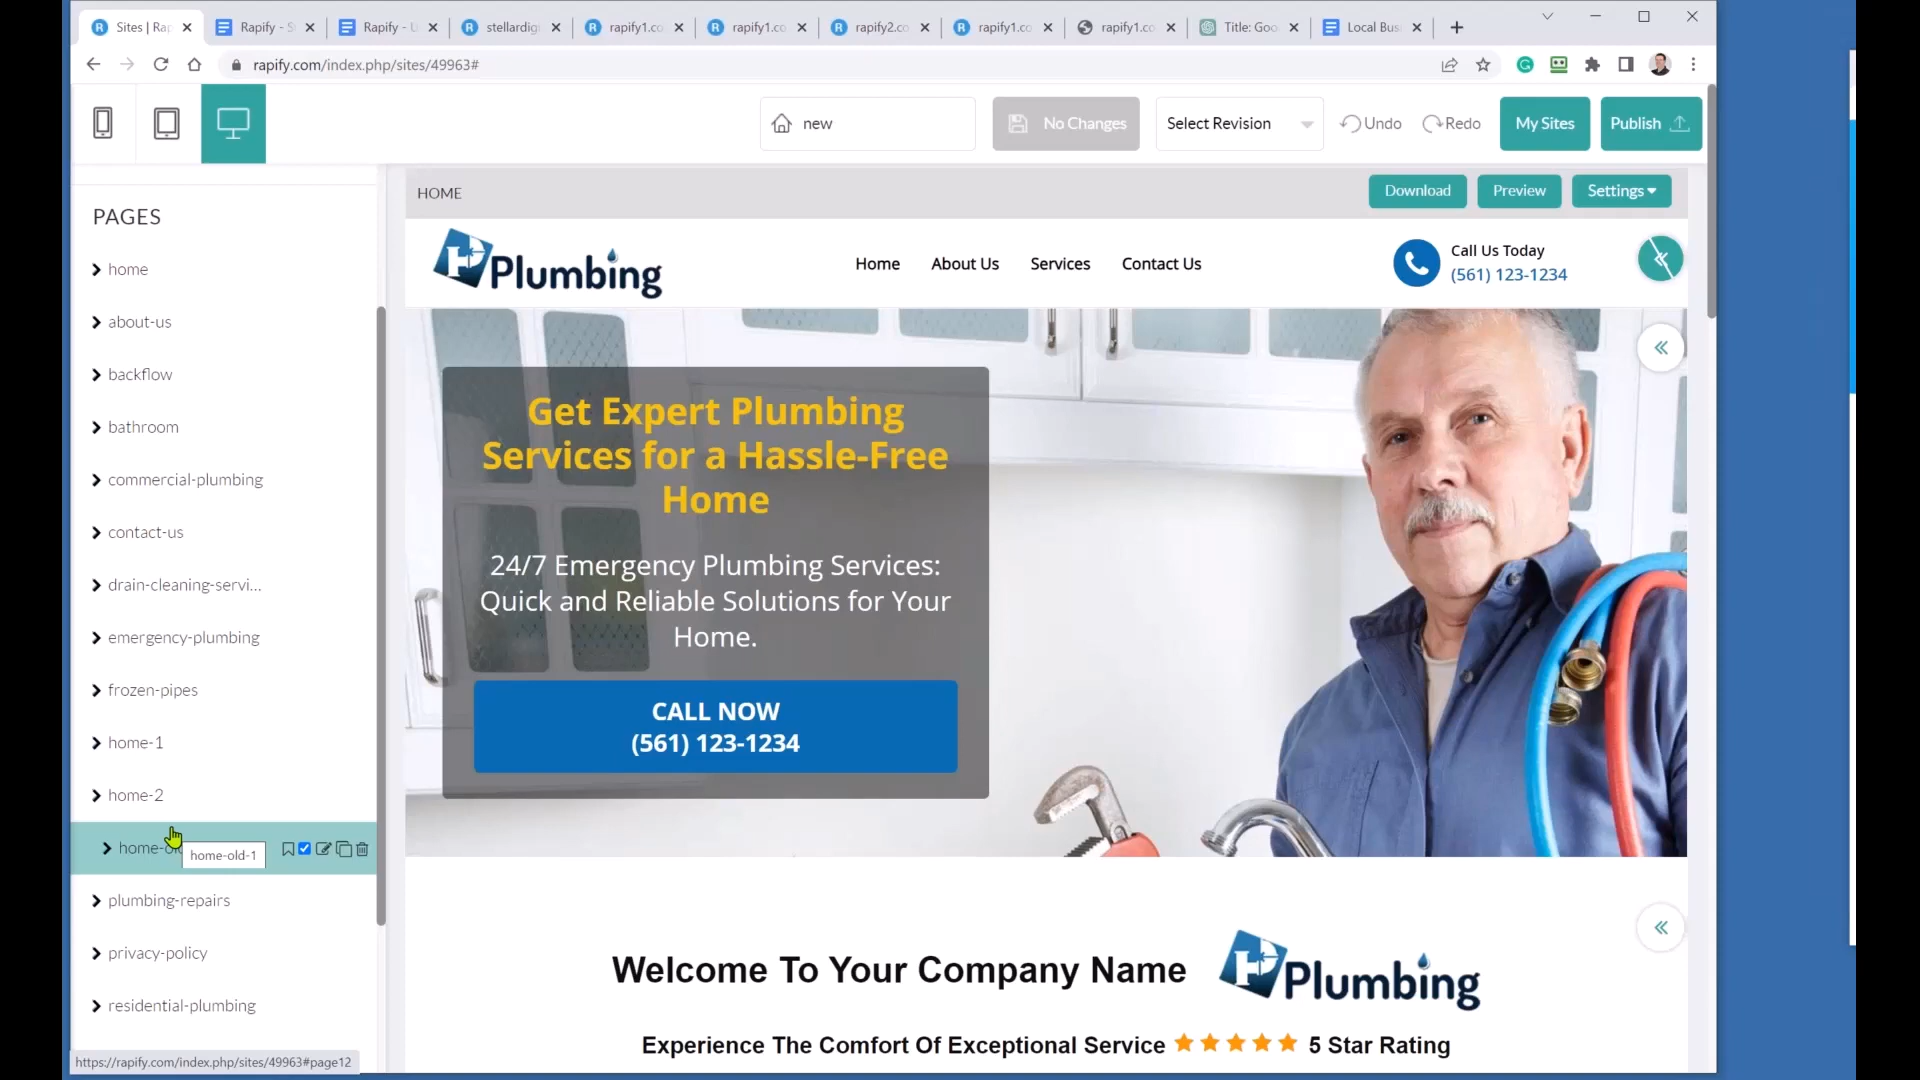 Sites | Rap
Rapify - S
Rapify - U
stellardigi
rapify1.co
rapify1.co
rapify2.co
rapify1.co
rapify1.co
Title: Goo
Local Bus
rapify.com/index.php/sites/49963#
new
No Changes
Select Revision
Undo
Redo
My Sites
Publish
PAGES
home
about-us
backflow
bathroom
commercial-plumbing
contact-us
drain-cleaning-servi...
emergency-plumbing
frozen-pipes
home-1
home-2
home-ol
home-old-1
plumbing-repairs
privacy-policy
residential-plumbing
https://rapify.com/index.php/sites/49963#page12
HOME
Download
Preview
Settings
Plumbing
Home
About Us
Services
Contact Us
Call Us Today
(561) 123-1234
Get Expert Plumbing
Services for a Hassle-Free
Home
24/7 Emergency Plumbing Services:
Quick and Reliable Solutions for Your
Home.
CALL NOW
(561) 123-1234
Welcome To Your Company Name
Plumbing
Experience The Comfort Of Exceptional Service
5 Star Rating